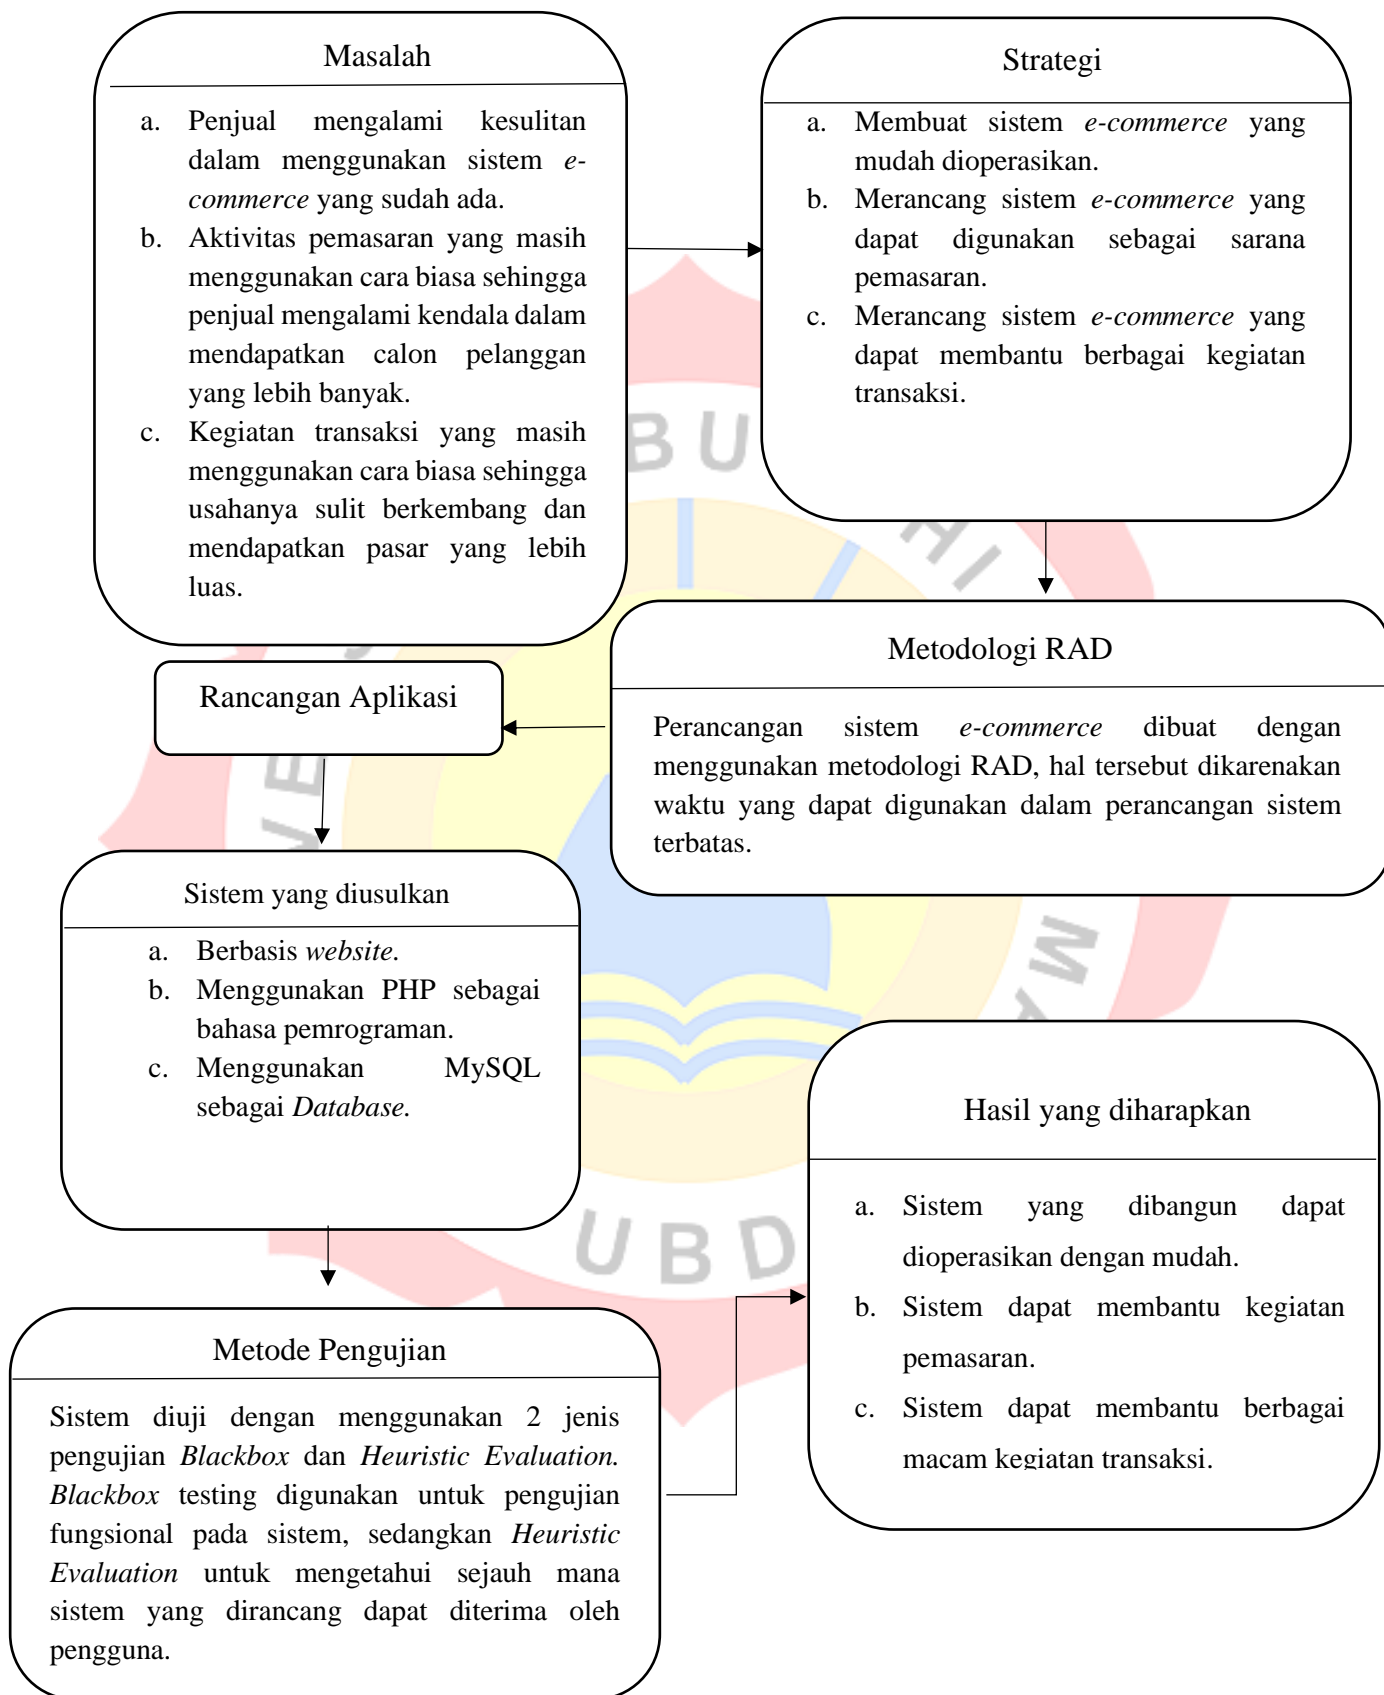 Masalah
a. Penjual mengalami kesulitan
dalam menggunakan sistem e-
commerce yang sudah ada.
b. Aktivitas pemasaran yang masih
menggunakan cara biasa sehingga
penjual mengalami kendala dalam
mendapatkan calon pelanggan
yang lebih banyak.
c. Kegiatan transaksi yang masih
menggunakan cara biasa sehingga
usahanya sulit berkembang dan
mendapatkan pasar yang lebih
luas.
Strategi
a. Membuat sistem e-commerce yang
mudah dioperasikan.
b. Merancang sistem e-commerce yang
dapat digunakan sebagai sarana
pemasaran.
c. Merancang sistem e-commerce yang
dapat membantu berbagai kegiatan
transaksi.
Metodologi RAD
Perancangan sistem e-commerce dibuat dengan
menggunakan metodologi RAD, hal tersebut dikarenakan
waktu yang dapat digunakan dalam perancangan sistem
terbatas.
Rancangan Aplikasi
Sistem yang diusulkan
a. Berbasis website.
b. Menggunakan PHP sebagai
bahasa pemrograman.
c. Menggunakan MySQL
sebagai Database.
Metode Pengujian
Sistem diuji dengan menggunakan 2 jenis
pengujian Blackbox dan Heuristic Evaluation.
Blackbox testing digunakan untuk pengujian
fungsional pada sistem, sedangkan Heuristic
Evaluation untuk mengetahui sejauh mana
sistem yang dirancang dapat diterima oleh
pengguna.
Hasil yang diharapkan
a. Sistem yang dibangun dapat
dioperasikan dengan mudah.
b. Sistem dapat membantu kegiatan
pemasaran.
c. Sistem dapat membantu berbagai
macam kegiatan transaksi.
UBD